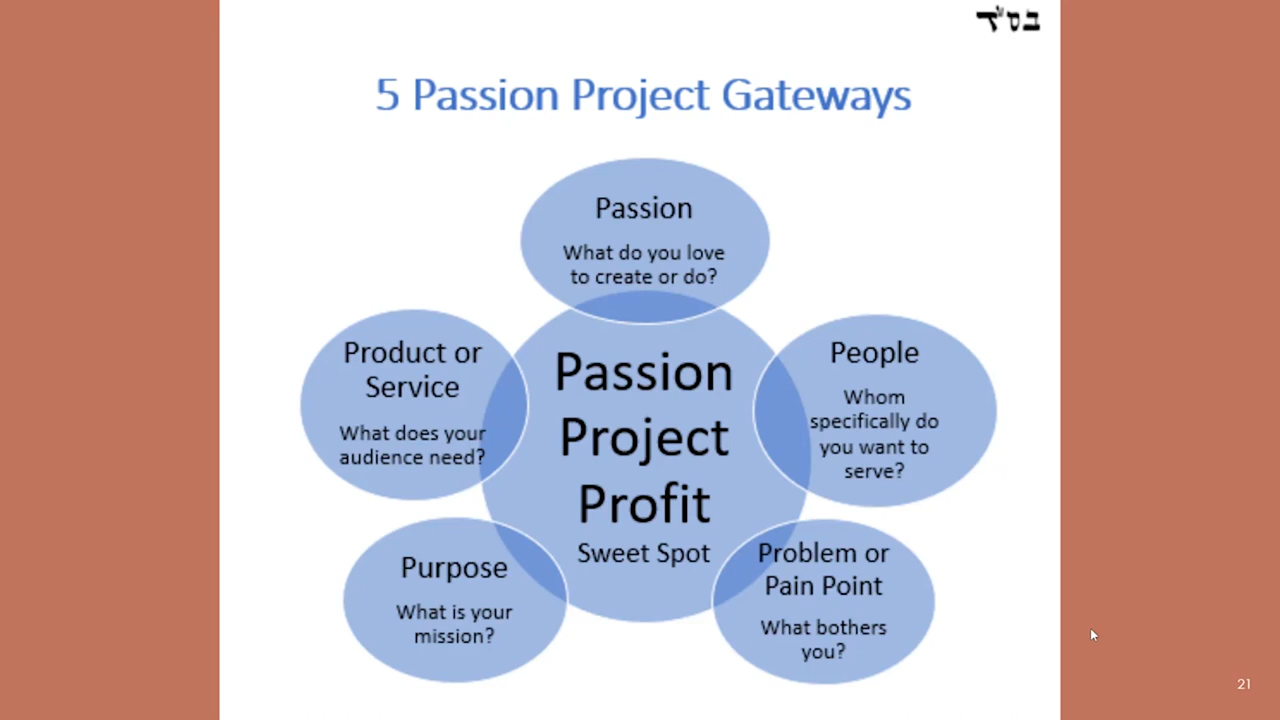 בס"ד
5 Passion Project Gateways
Passion
What do you love
to create or do?
Product or
Service
What does your
audience need?
Passion
Project
Profit
Sweet Spot
People
Whom
specifically do
you want to
serve?
Purpose
What is your
mission?
Problem or
Pain Point
What bothers
you?
21